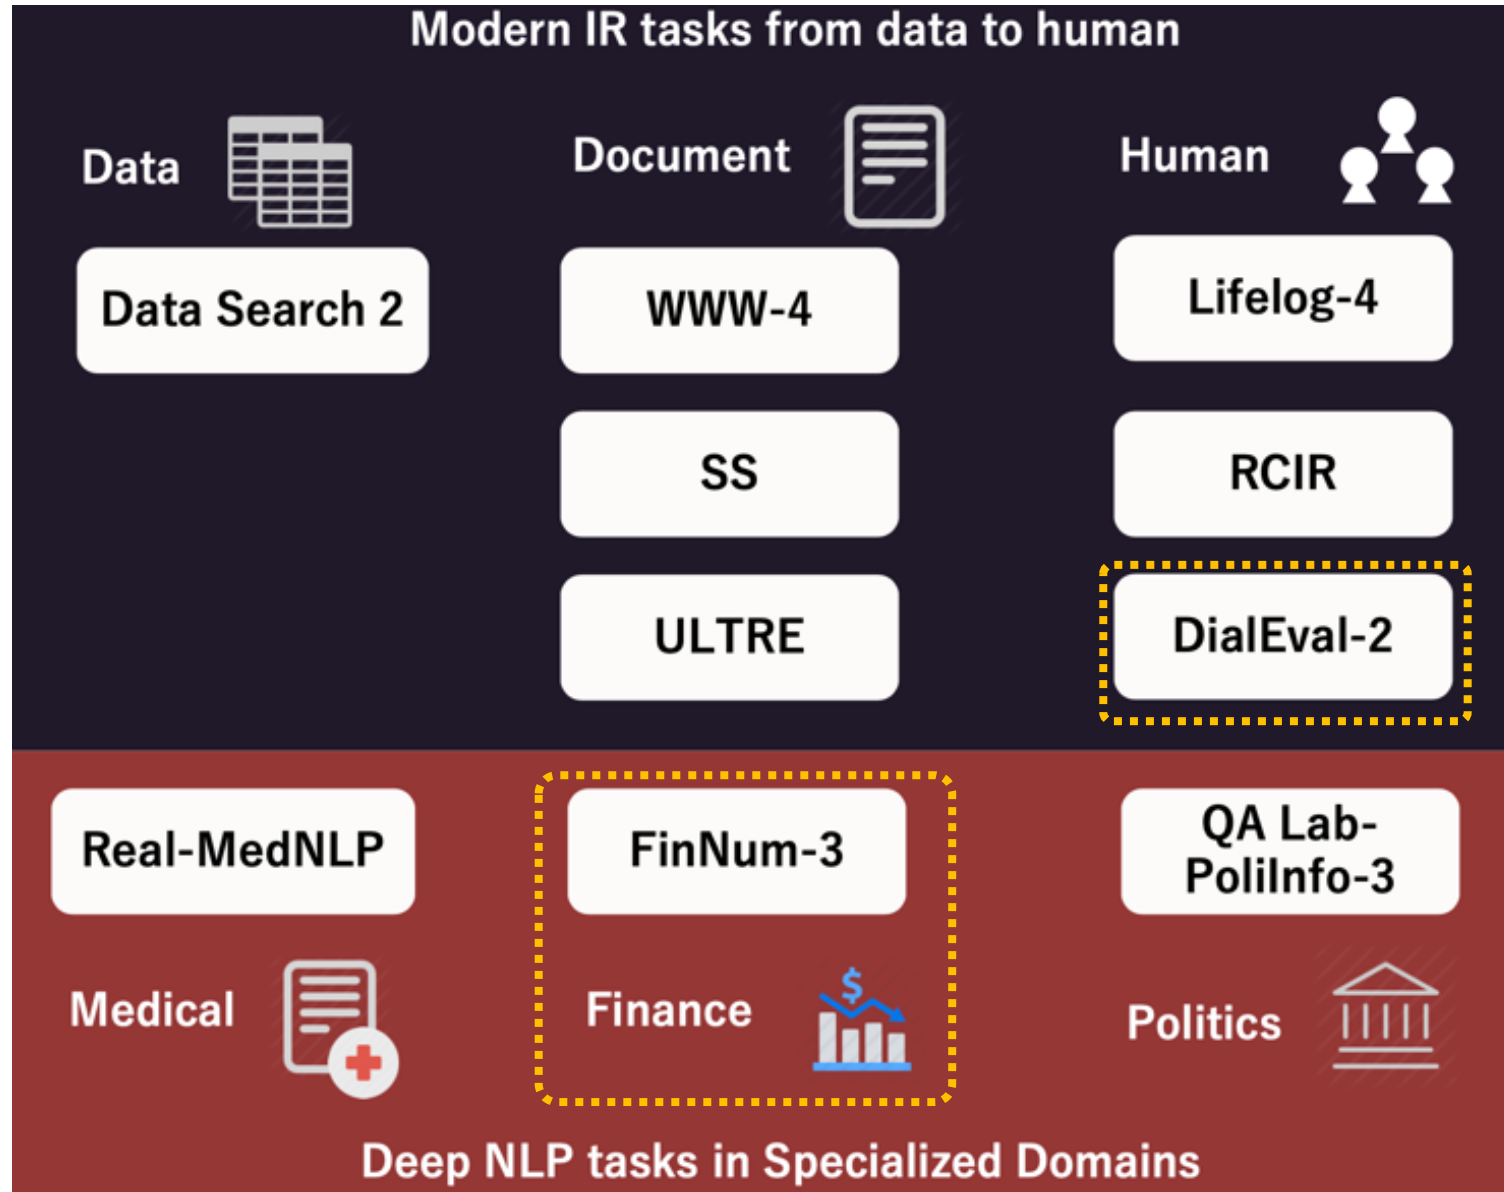 Modern IR tasks from data to human
Data
Document
Human
Data Search 2
WWW-4
Lifelog-4
SS
RCIR
ULTRE
DialEval-2
Real-MedNLP
FinNum-3
QA Lab-
PoliInfo-3
Medical
Finance
$
Politics
Deep NLP tasks in Specialized Domains